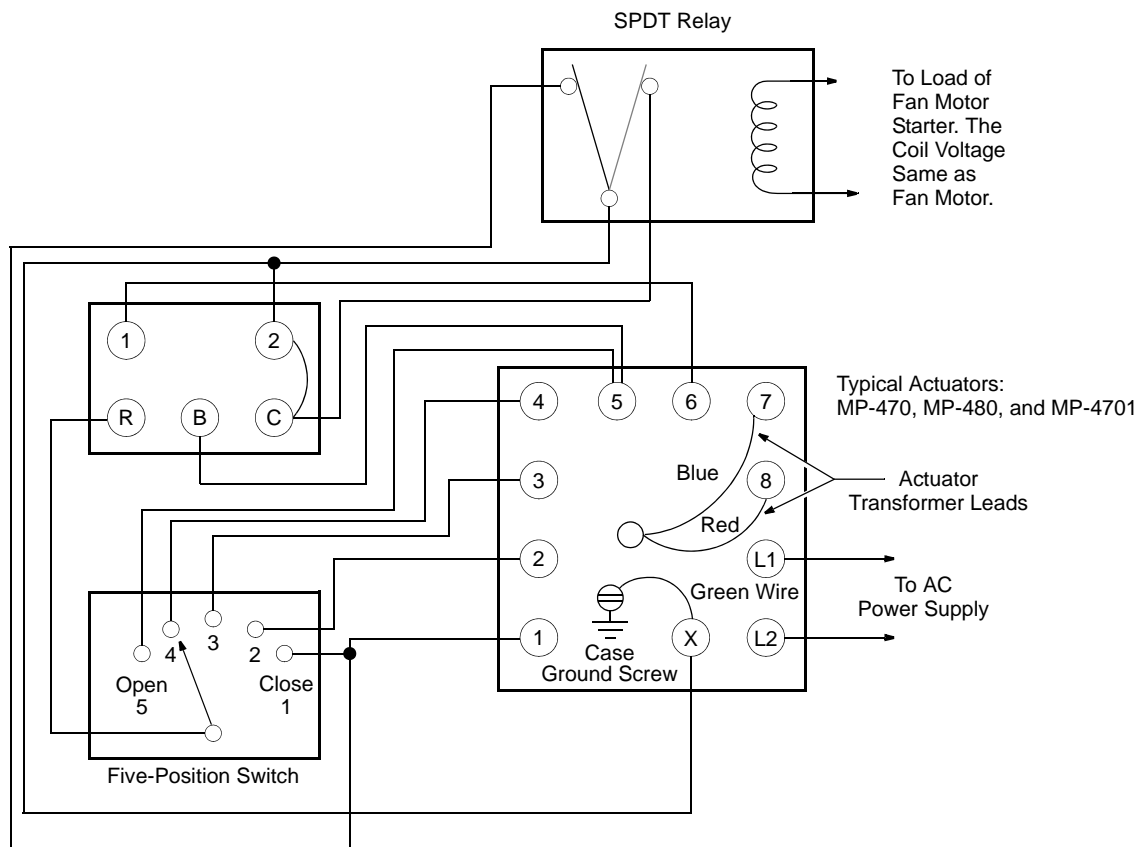 SPDT Relay
To Load of
Fan Motor
Starter. The
Coil Voltage
Same as
Fan Motor.
1
2
R
B
C
4
5
6
7
Typical Actuators:
MP-470, MP-480, and MP-4701
3
Blue
8
Actuator
Transformer Leads
Red
2
L1
Green Wire
To AC
Power Supply
1
X
L2
Case
Ground Screw
3
4
2
Open
5
Close
1
Five-Position Switch